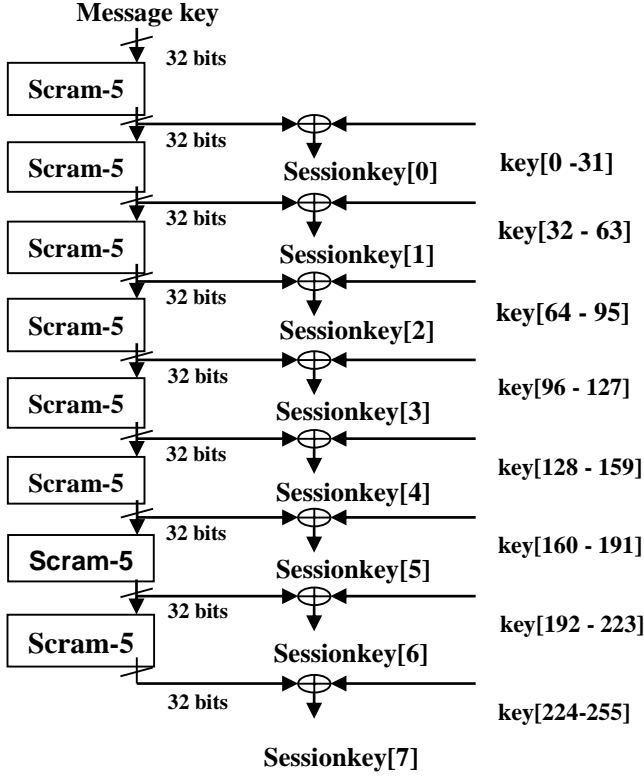 Message key
32 bits
Scram-5
32 bits
Sessionkey[0]
key[0 -31]
Scram-5
32 bits
Sessionkey[1]
key[32 - 63]
Scram-5
32 bits
Sessionkey[2]
key[64 - 95]
Scram-5
32 bits
Sessionkey[3]
key[96 - 127]
Scram-5
32 bits
Sessionkey[4]
key[128 - 159]
Scram-5
32 bits
Sessionkey[5]
key[160 - 191]
Scram-5
32 bits
Sessionkey[6]
key[192 - 223]
Scram-5
32 bits
Sessionkey[7]
key[224-255]